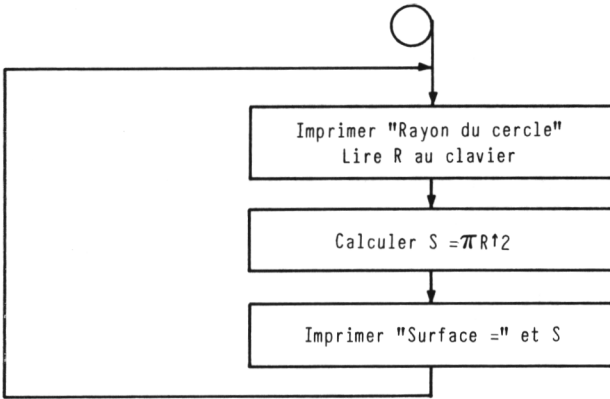 Imprimer "Rayon du cercle"
Lire R au clavier
Calculer S =πR↑2
Imprimer "Surface =" et S